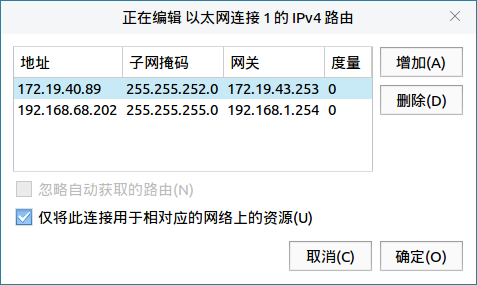 正在编辑 以太网连接 1 的 IPv4 路由
地址 子网掩码 网关 度量
172.19.40.89 255.255.252.0 172.19.43.253 0
192.168.68.202 255.255.255.0 192.168.1.254 0
增加(A)
删除(D)
忽略自动获取的路由(N)
仅将此连接用于相对应的网络上的资源(U)
取消(C) 确定(O)